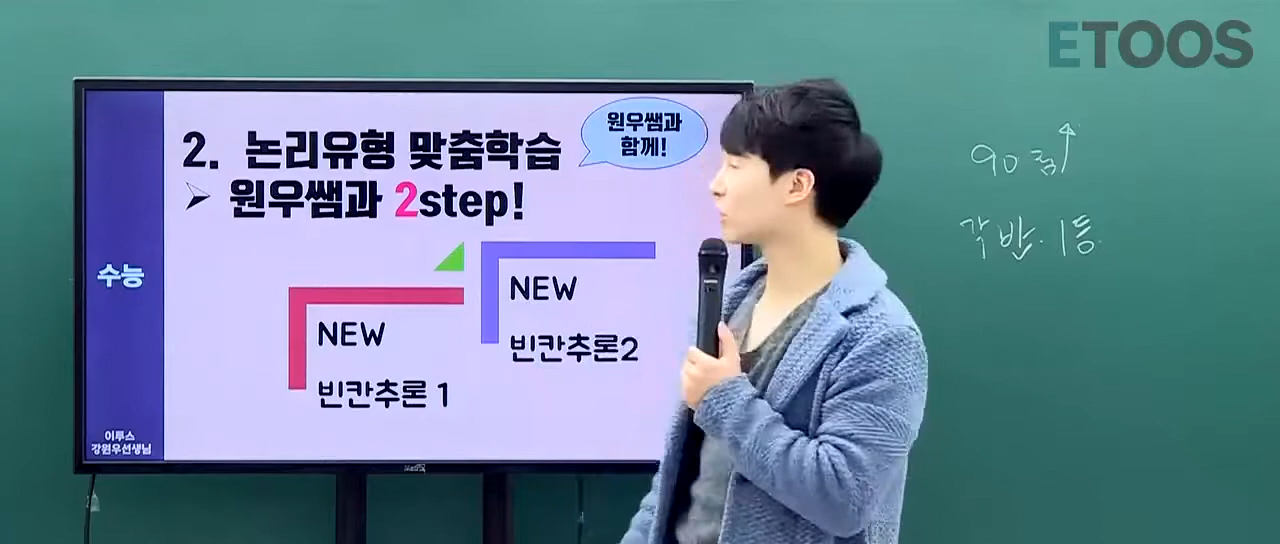 ETOOS
2. 논리유형 맞춤학습
➢ 원우쌤과 2step!
원우쌤과
함께!
수능
NEW
빈칸추론 1
NEW
빈칸추론2
이투스
강원우선생님
90점↑
각 반. 1등.